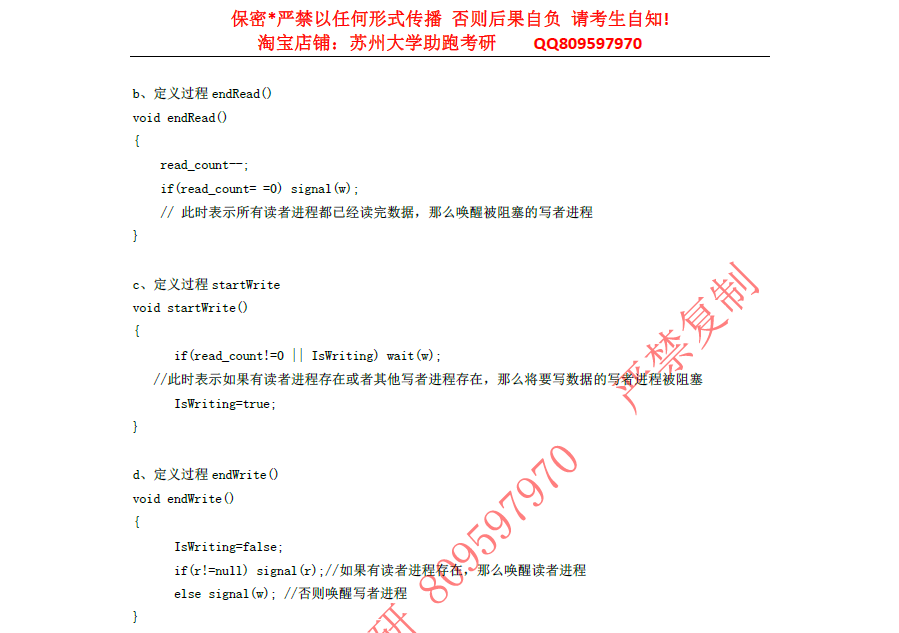 保密*严禁以任何形式传播 否则后果自负 请考生自知!
淘宝店铺：苏州大学助跑考研 QQ809597970
b、定义过程 endRead()
void endRead()
{
read_count--;
if(read_count= =0) signal(w);
// 此时表示所有读者进程都已经读完数据，那么唤醒被阻塞的写者进程
}
c、定义过程 startWrite
void startWrite()
{
if(read_count!=0 || IsWriting) wait(w);
//此时表示如果有读者进程存在或者其他写者进程存在，那么将要写数据的写者进程被阻塞
IsWriting=true;
}
d、定义过程 endWrite()
void endWrite()
{
IsWriting=false;
if(r!=null) signal(r);//如果有读者进程存在，那么唤醒读者进程
else signal(w); //否则唤醒写者进程
}
研 809597970 严禁复制